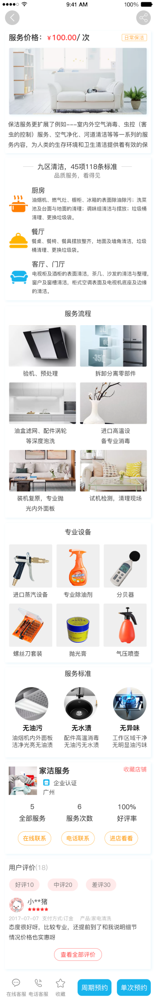 9:41 AM
100%
服务价格：¥100.00/ 次
日常保洁
保洁服务更扩展了例如---室内外空气消毒、虫控（害
虫的控制）服务、空气净化、河道清洁等等一系列的服
务内容，为人类的生存环境和卫生清洁提供着有效的保
九区清洁，45项118条标准
品质服务，看得见
厨房
油烟机、燃气灶、橱柜、冰箱的表面除油除污；洗菜
池及台面与地面的清理；调味组清洁与摆放；垃圾桶
清理、更换垃圾袋。
餐厅
餐桌、餐椅、餐具摆放整齐，地面及墙角清洁，垃圾
桶清理、更换垃圾袋。
客厅、门厅
电视柜及酒柜的表面清洁，茶几、沙发的清洁与整理，
窗户及窗槽清洁，柜式空调表面及电视机底座及边缘
的清洁。
服务流程
验机、预处理
拆卸分离零部件
油盒滤网、配件涡轮
等深度泡洗
进口高温设
备专业消毒
装机复原，专业抛
光内外面板
试机检测，清理现场
专业设备
进口蒸汽设备
专业除油剂
分贝器
螺丝刀套装
抛光膏
气压喷壶
服务标准
无油污
油烟机内外面板
洁净光亮无油渍
无水渍
配件高温消毒
无油污无水渍
无异味
工作区域干净
无明显油污味
家洁服务
收藏店铺
企业认证
广州
5
全部服务
6
服务次数
100%
好评率
在线联系
电话联系
进店看看
用户评价(18)
好评10
中评20
差评30
小**猪
2017-07-07 支付方式:订金 产品:家电清洗
态度很好呀，比较专业，还提前到了和我说明细节
情况价格也实惠呀
查看全部评价
在线客服
电话客服
收藏
周期预约
单次预约